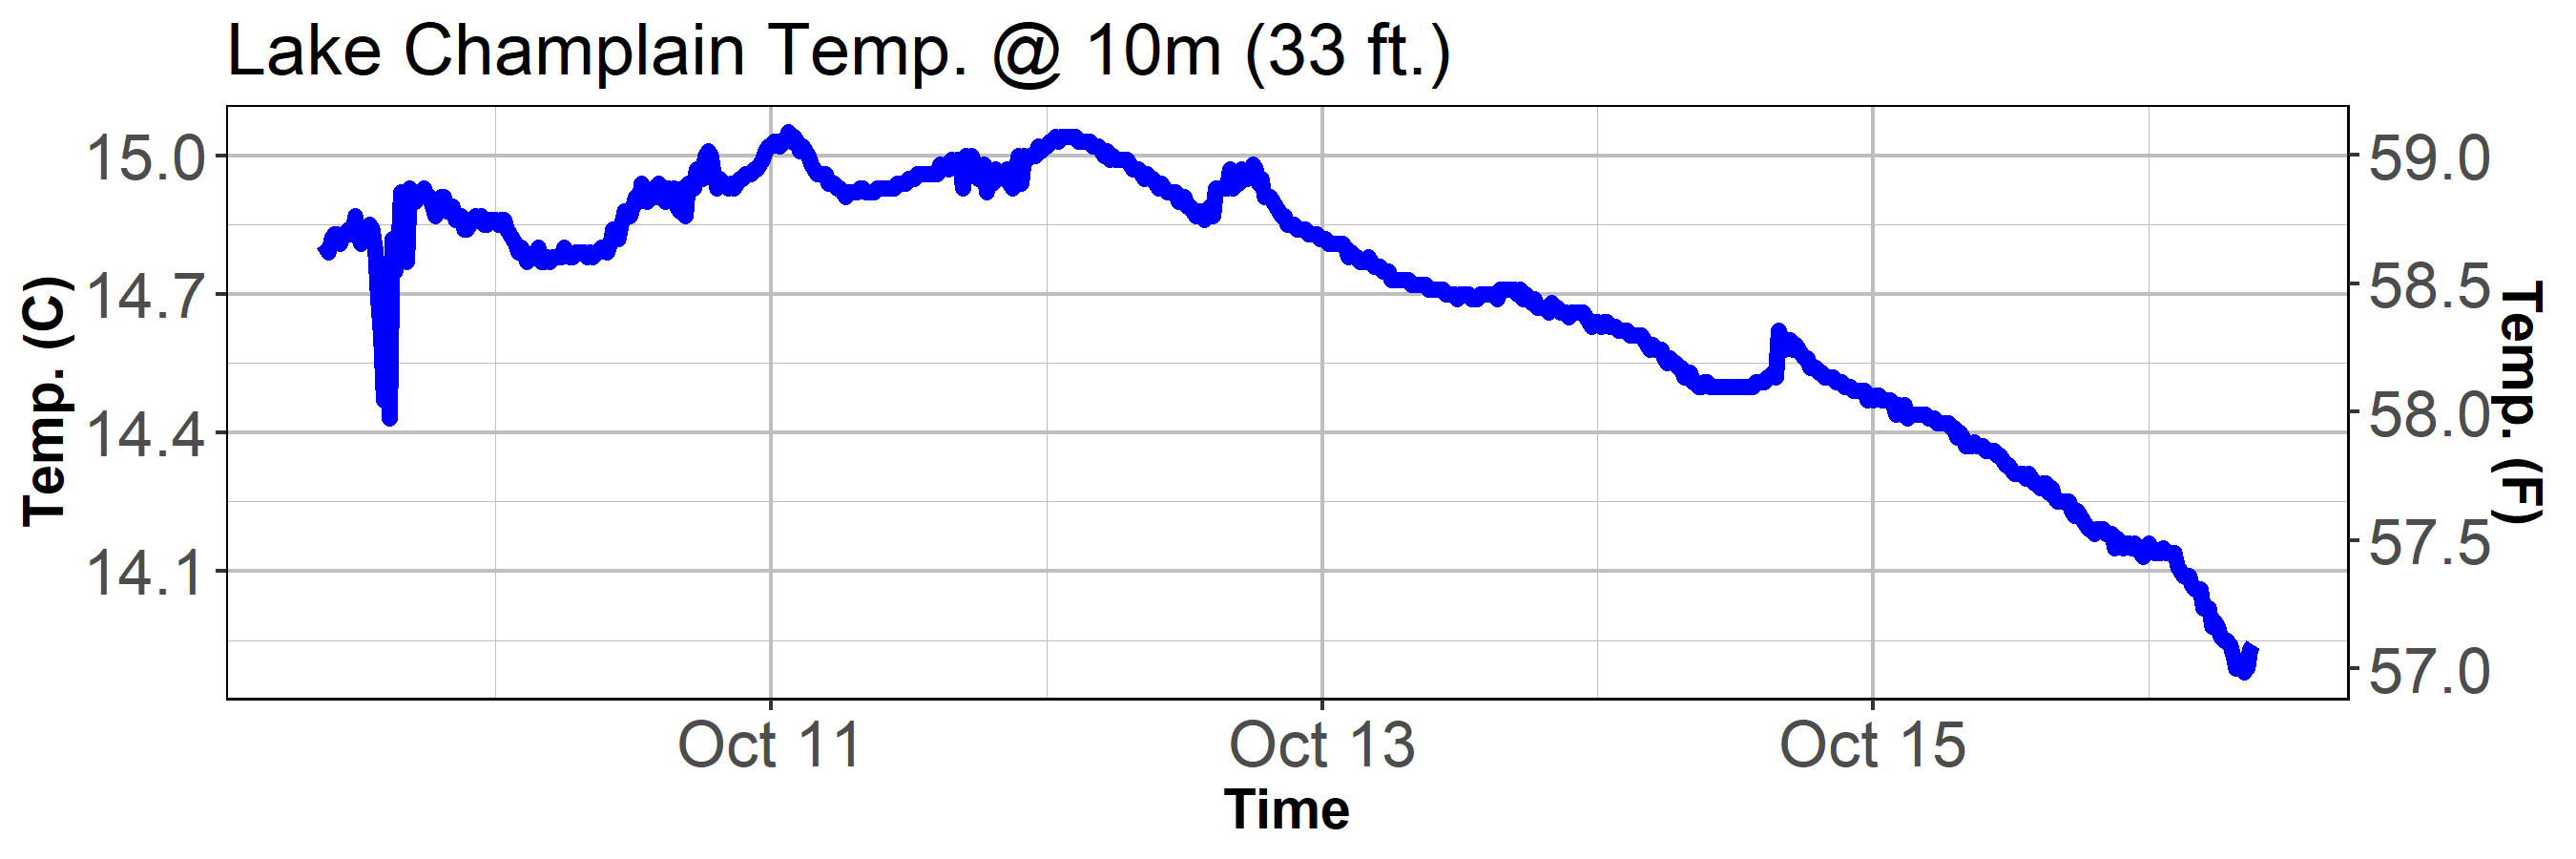 Lake Champlain Temp. @ 10m (33 ft.)
Temp. (C)
15.0
14.7
14.4
14.1
59.0
58.5
58.0
57.5
57.0
Temp. (F)
Oct 11
Oct 13
Oct 15
Time